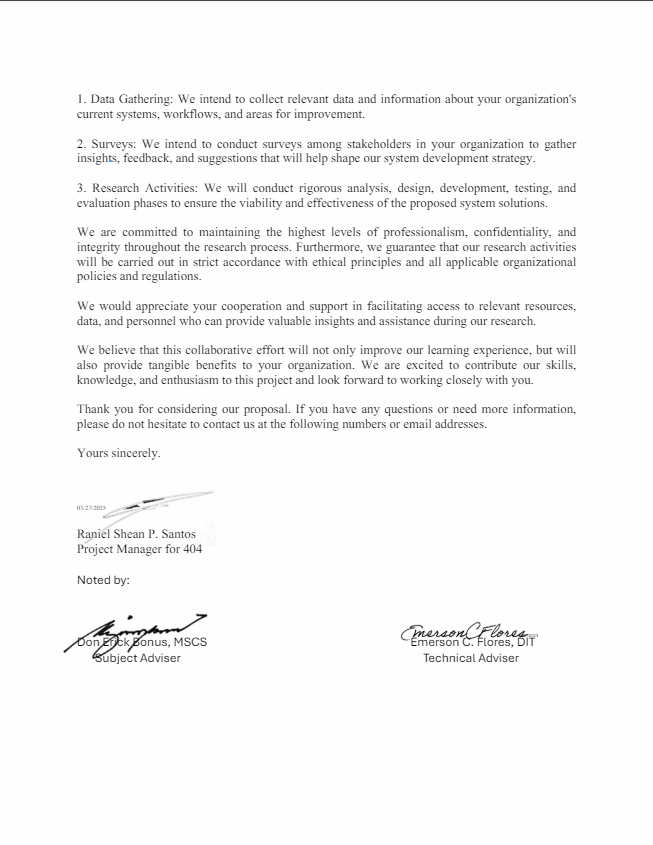 1. Data Gathering: We intend to collect relevant data and information about your organization's
current systems, workflows, and areas for improvement.
2. Surveys: We intend to conduct surveys among stakeholders in your organization to gather
insights, feedback, and suggestions that will help shape our system development strategy.
3. Research Activities: We will conduct rigorous analysis, design, development, testing, and
evaluation phases to ensure the viability and effectiveness of the proposed system solutions.
We are committed to maintaining the highest levels of professionalism, confidentiality, and
integrity throughout the research process. Furthermore, we guarantee that our research activities
will be carried out in strict accordance with ethical principles and all applicable organizational
policies and regulations.
We would appreciate your cooperation and support in facilitating access to relevant resources,
data, and personnel who can provide valuable insights and assistance during our research.
We believe that this collaborative effort will not only improve our learning experience, but will
also provide tangible benefits to your organization. We are excited to contribute our skills,
knowledge, and enthusiasm to this project and look forward to working closely with you.
Thank you for considering our proposal. If you have any questions or need more information,
please do not hesitate to contact us at the following numbers or email addresses.
Yours sincerely.
03/27/2025
Raniel Shean P. Santos
Project Manager for 404
Noted by:
Don Erick Bonus, MSCS
Subject Adviser
Emerson C. Flores
Emerson C. Flores, DIT
Technical Adviser